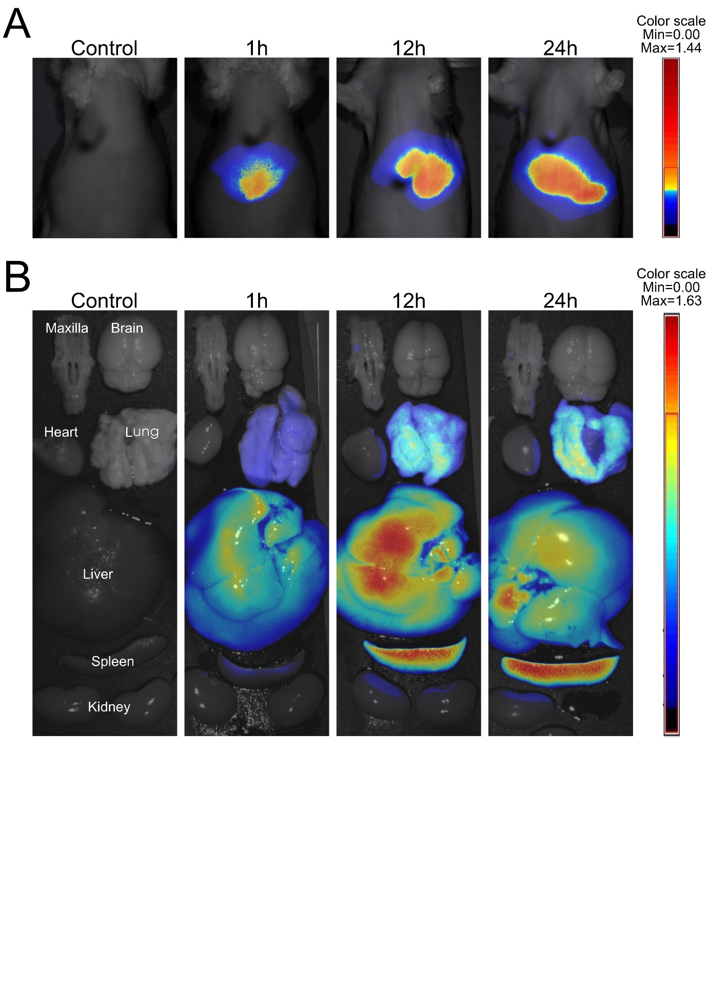 A
Color scale
Min=0.00
Max=1.44
Control 1h 12h 24h
B
Color scale
Min=0.00
Max=1.63
Control 1h 12h 24h
Maxilla Brain
Heart Lung
Liver
Spleen
Kidney